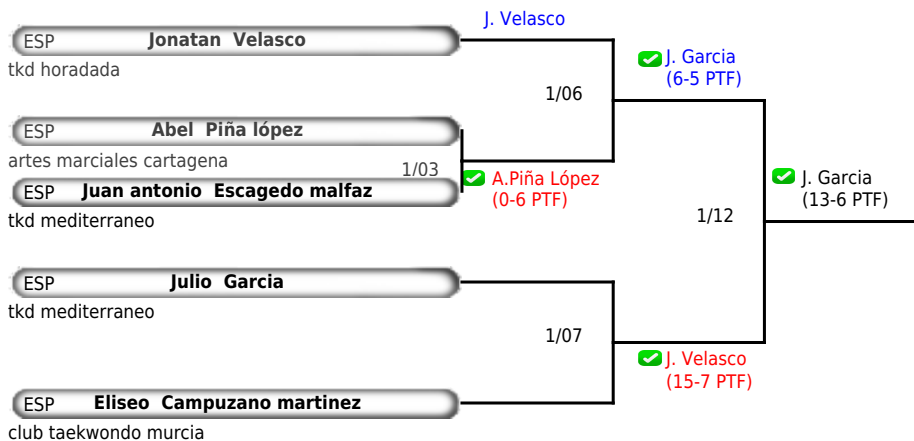 J. Velasco
ESP Jonatan Velasco
tkd horadada
J. Garcia
(6-5 PTF)
1/06
ESP Abel Piña lópez
artes marciales cartagena
1/03
A.Piña López
(0-6 PTF)
ESP Juan antonio Escagedo malfaz
tkd mediterraneo
J. Garcia
(13-6 PTF)
1/12
ESP Julio Garcia
tkd mediterraneo
1/07
J. Velasco
(15-7 PTF)
ESP Eliseo Campuzano martinez
club taekwondo murcia